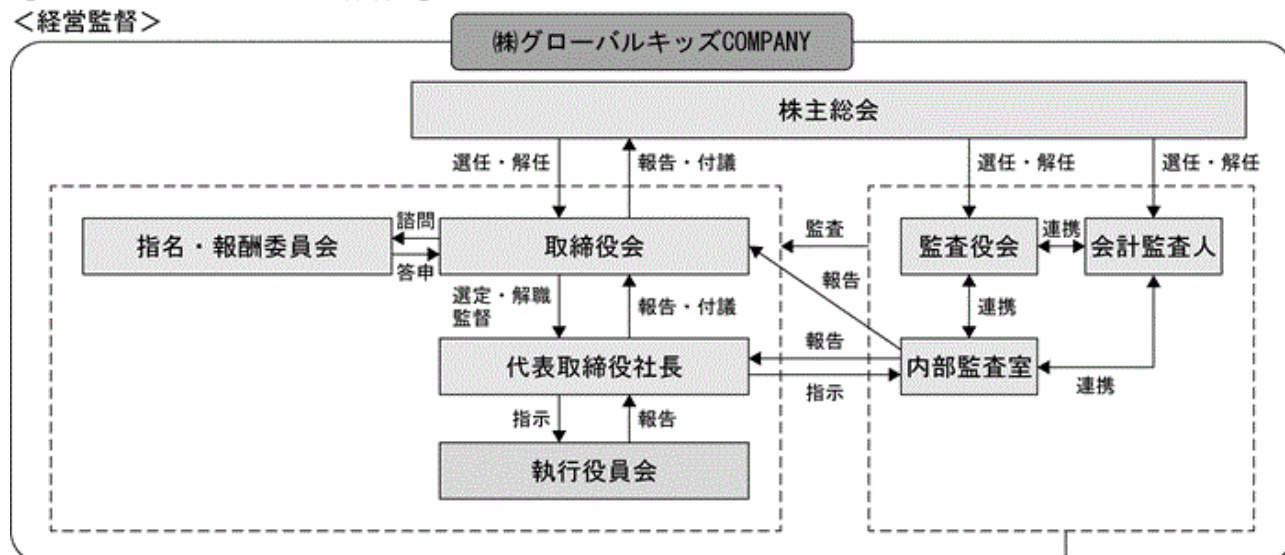 ＜経営監督＞
㈱グローバルキッズCOMPANY
株主総会
選任・解任
報告・付議
選任・解任
選任・解任
指名・報酬委員会
諮問
答申
取締役会
監査
監査役会
連携
会計監査人
選定・解職
監督
報告・付議
報告
連携
代表取締役社長
報告
指示
内部監査室
連携
指示
報告
執行役員会